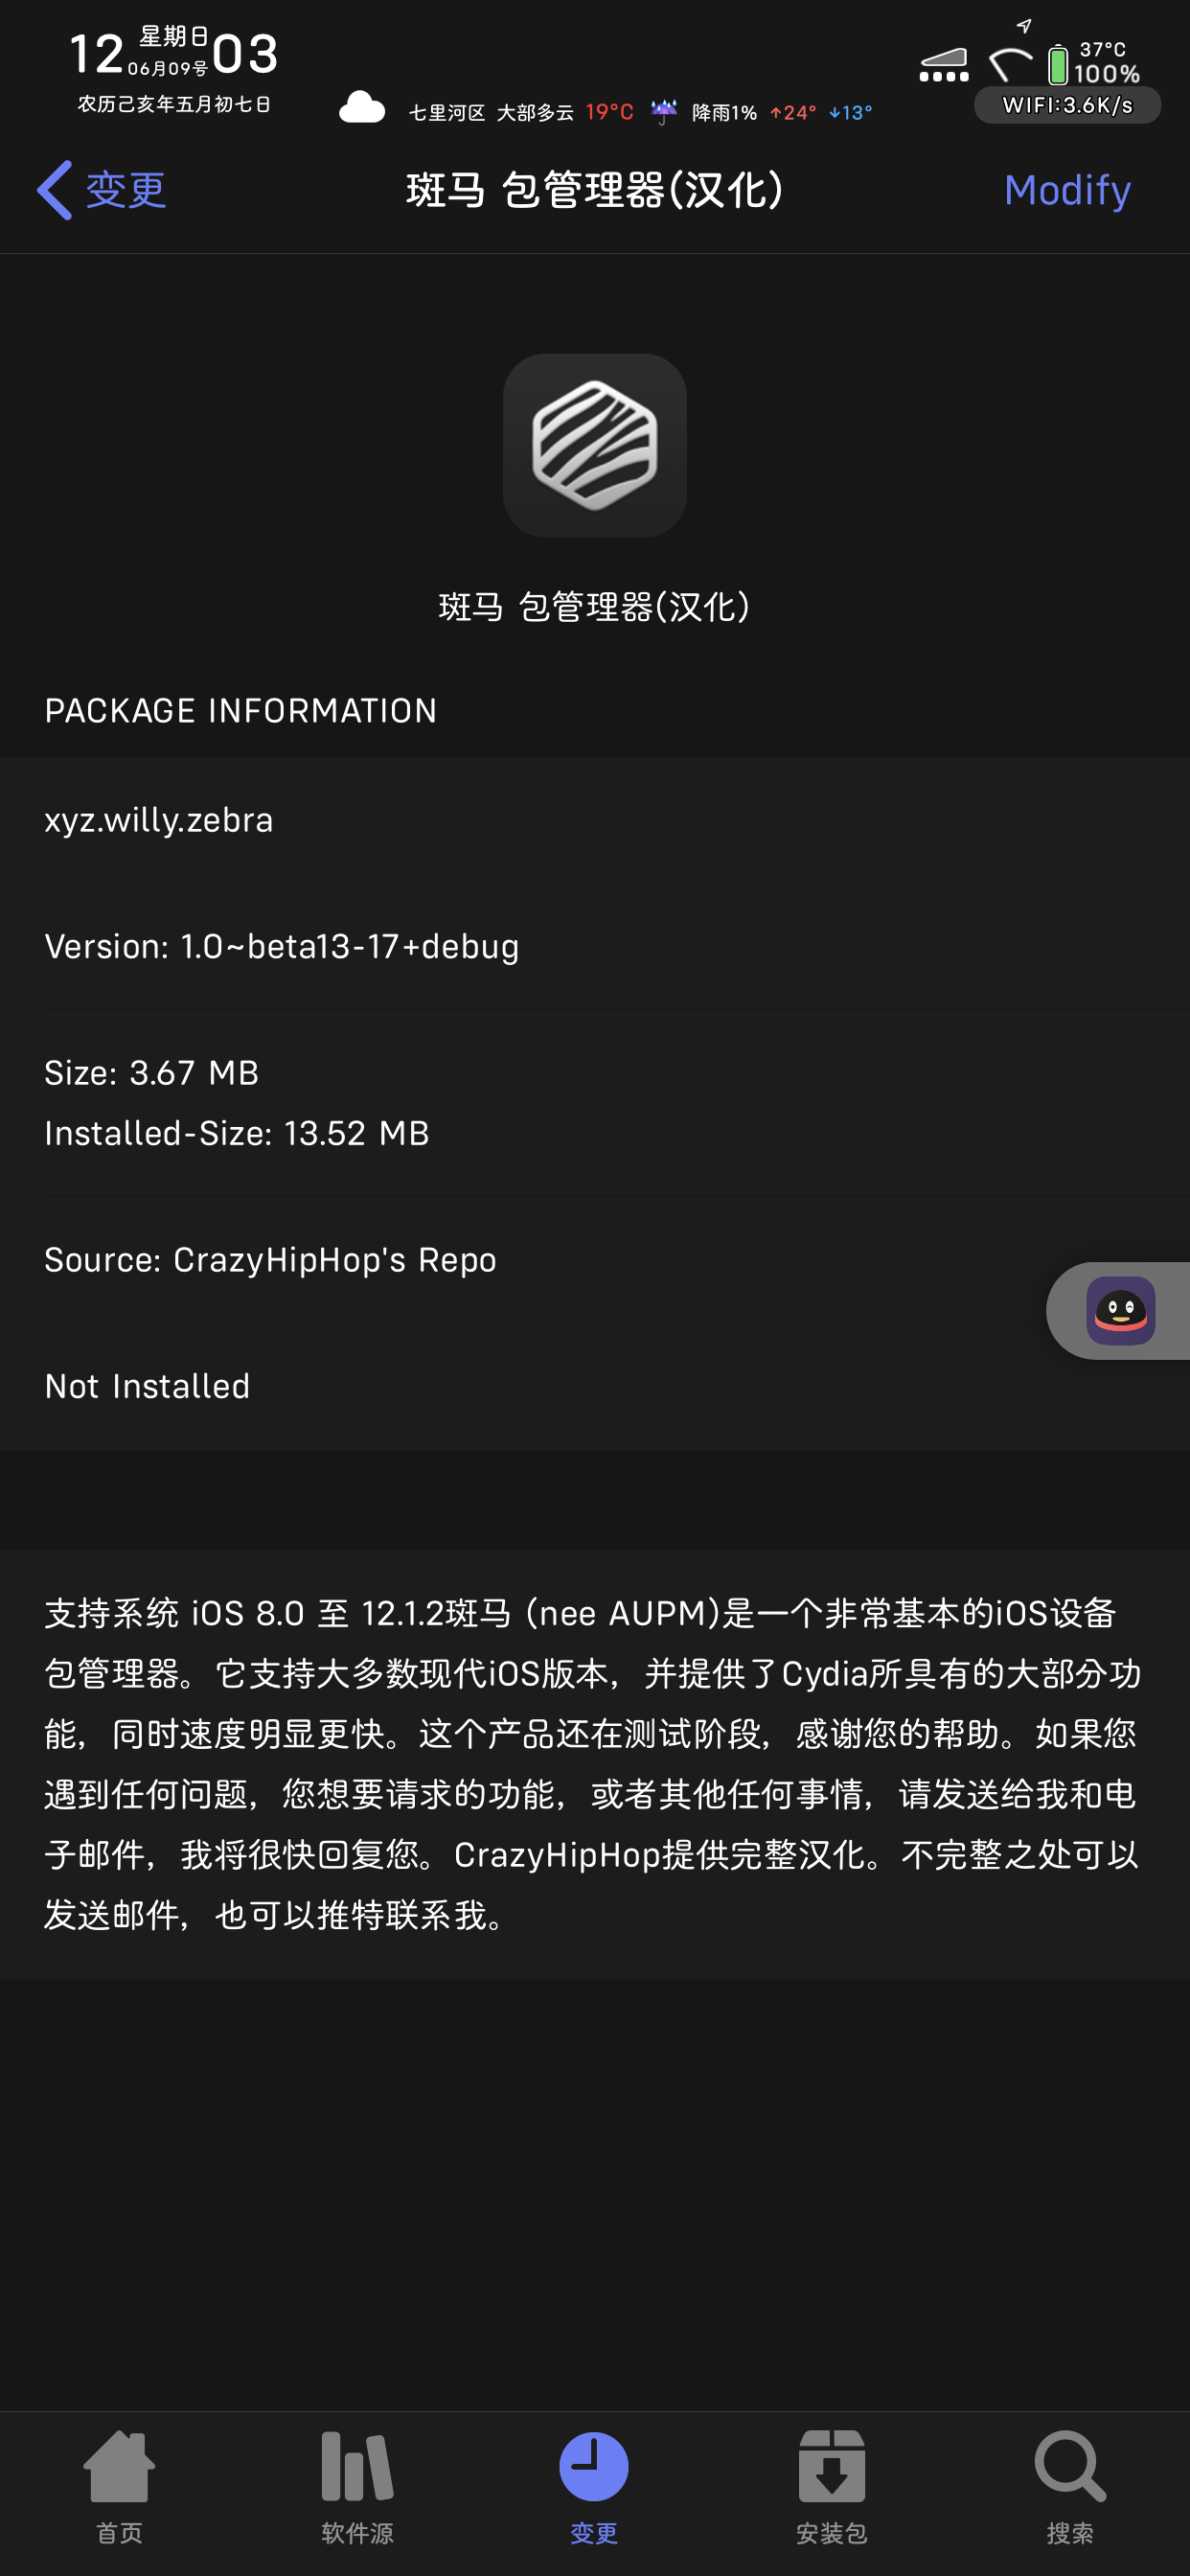 12 星期日 03
06月09号
农历己亥年五月初七日
37°C
100%
WIFI:3.6K/s
七里河区 大部多云 19°C 降雨1% ↑24° ↓13°
变更 斑马 包管理器(汉化) Modify
斑马 包管理器(汉化)
PACKAGE INFORMATION
xyz.willy.zebra
Version: 1.0~beta13-17+debug
Size: 3.67 MB
Installed-Size: 13.52 MB
Source: CrazyHipHop's Repo
Not Installed
支持系统 iOS 8.0 至 12.1.2斑马 (nee AUPM)是一个非常基本的iOS设备
包管理器。它支持大多数现代iOS版本，并提供了Cydia所具有的大部分功
能，同时速度明显更快。这个产品还在测试阶段，感谢您的帮助。如果您
遇到任何问题，您想要请求的功能，或者其他任何事情，请发送给我和电
子邮件，我将很快回复您。CrazyHipHop提供完整汉化。不完整之处可以
发送邮件，也可以推特联系我。
首页 软件源 变更 安装包 搜索